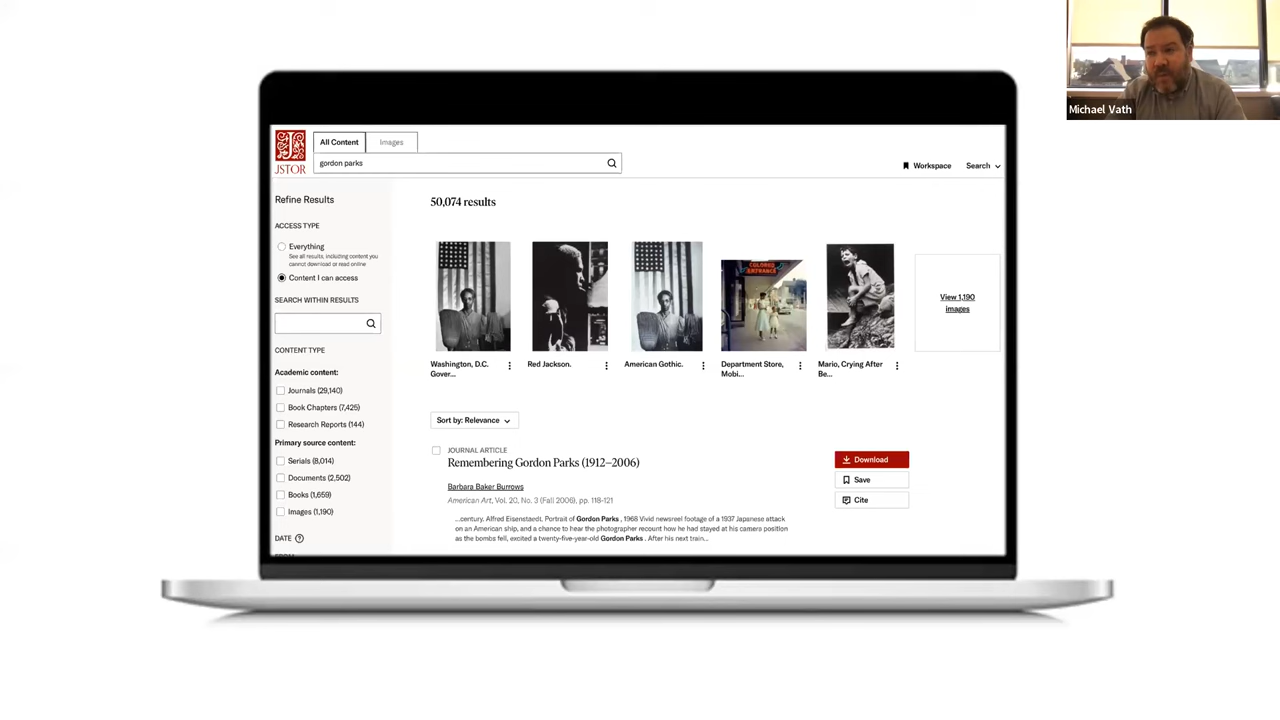 Michael Vath
JSTOR
All Content
Images
gordon parks
Workspace
Search
Refine Results
ACCESS TYPE
Everything
See all results, including content you
cannot download or read online
Content I can access
SEARCH WITHIN RESULTS
CONTENT TYPE
Academic content:
Journals (29,140)
Book Chapters (7,425)
Research Reports (144)
Primary source content:
Serials (8,014)
Documents (2,502)
Books (1,659)
Images (1,190)
DATE ?
50,074 results
COLORED
ENTRANCE
Washington, D.C.
Gover...
Red Jackson.
American Gothic.
Department Store,
Mobi...
Mario, Crying After
Be...
View 1,190
images
Sort by: Relevance
JOURNAL ARTICLE
Remembering Gordon Parks (1912–2006)
Barbara Baker Burrows
American Art, Vol. 20, No. 3 (Fall 2006), pp. 118-121
...century. Alfred Eisenstaedt, Portrait of Gordon Parks , 1968 Vivid newsreel footage of a 1937 Japanese attack
on an American ship, and a chance to hear the photographer recount how he had stayed at his camera position
as the bombs fell, excited a twenty-five-year-old Gordon Parks . After his next train...
Download
Save
Cite